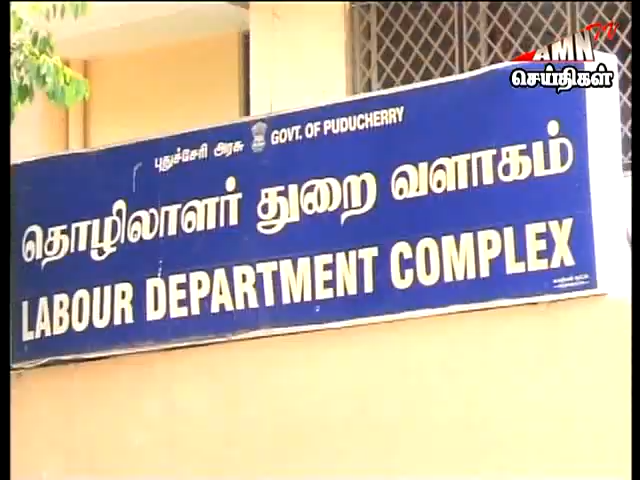 AMN TV
செய்திகள்
புதுச்சேரி அரசு GOVT. OF PUDUCHERRY
தொழிலாளர் துறை வளாகம்
LABOUR DEPARTMENT COMPLEX